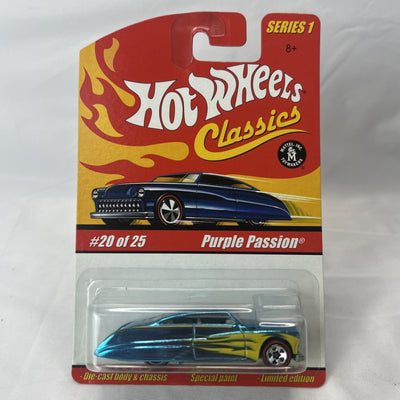 SERIES 1
8+
HOT WHEELS
Classics
MATTEL, INC.
M
TOYMAKERS
#20 of 25
Purple Passion®
• Die-cast body & chassis • Special paint • Limited edition